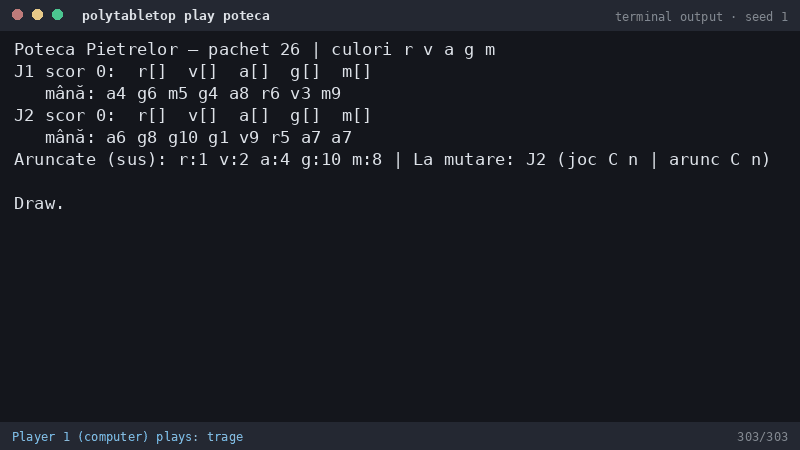 polytabletop play poteca
terminal output · seed 1
Poteca Pietrelor — pachet 26 | culori r v a g m
J1 scor 0:  r[]  v[]  a[]  g[]  m[]
   mână: a4 g6 m5 g4 a8 r6 v3 m9
J2 scor 0:  r[]  v[]  a[]  g[]  m[]
   mână: a6 g8 g10 g1 v9 r5 a7 a7
Aruncate (sus): r:1 v:2 a:4 g:10 m:8 | La mutare: J2 (joc C n | arunc C n)
Draw.
Player 1 (computer) plays: trage
303/303